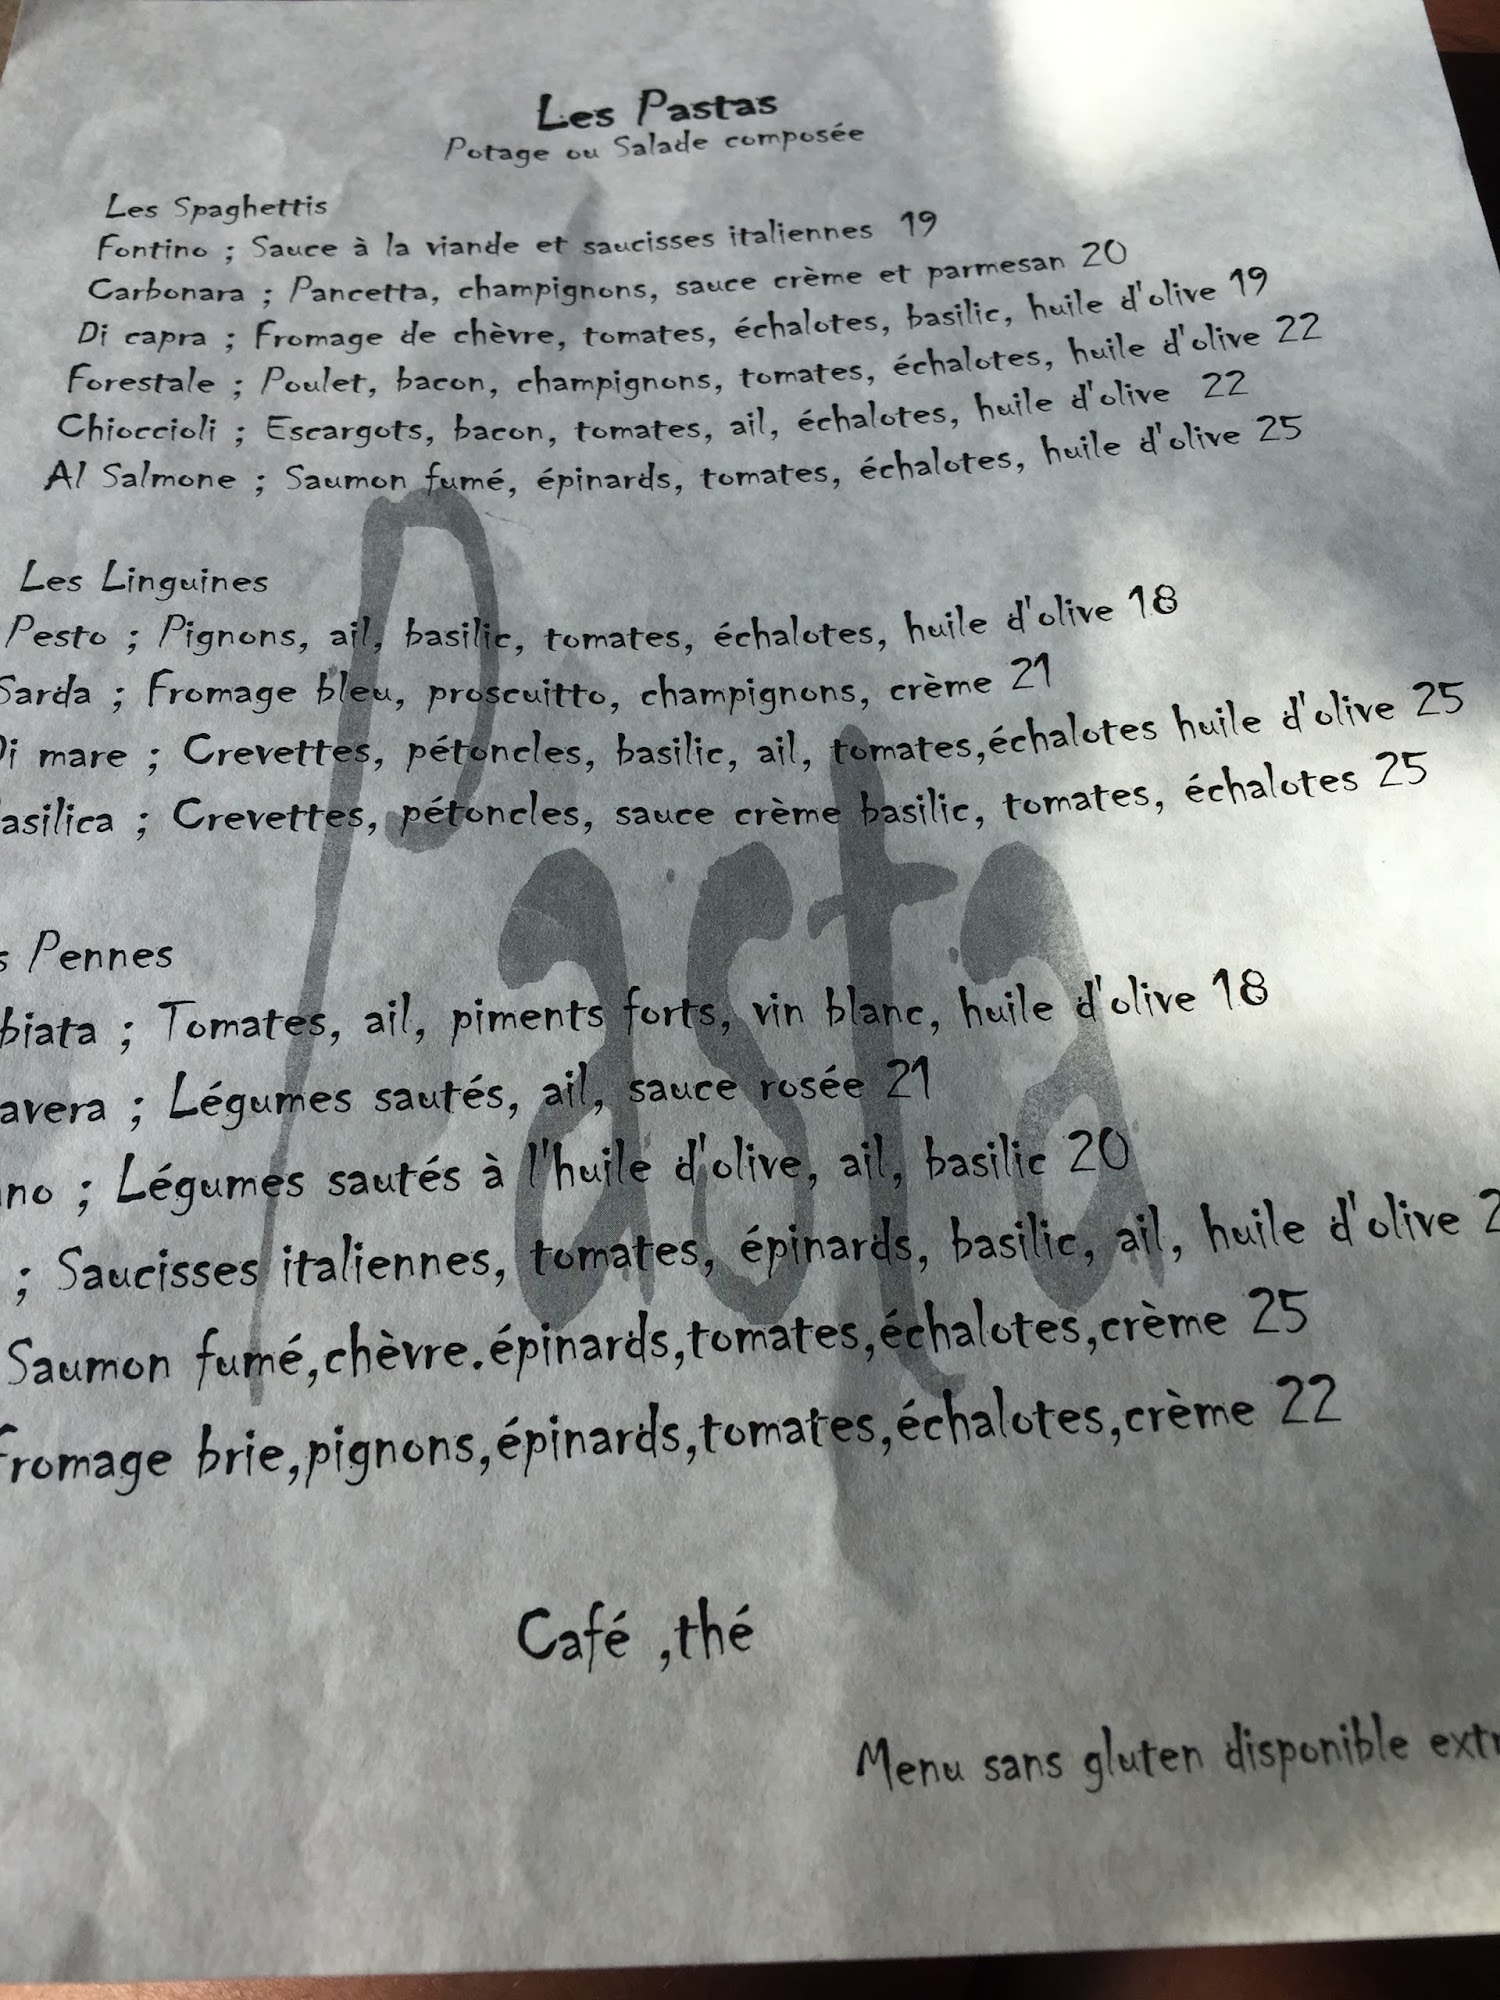 Les Pastas
Potage ou Salade composée
Les Spaghettis
Fontino ; Sauce à la viande et saucisses italiennes 19
Carbonara ; Pancetta, champignons, sauce crème et parmesan 20
Di capra ; Fromage de chèvre, tomates, échalotes, basilic, huile d'olive 19
Forestale ; Poulet, bacon, champignons, tomates, échalotes, huile d'olive 22
Chioccioli ; Escargots, bacon, tomates, ail, échalotes, huile d'olive 22
Al Salmone ; Saumon fumé, épinards, tomates, échalotes, huile d'olive 25
Les Linguines
Pesto ; Pignons, ail, basilic, tomates, échalotes, huile d'olive 18
Sarda ; Fromage bleu, proscuitto, champignons, crème 21
Di mare ; Crevettes, pétoncles, basilic, ail, tomates,échalotes huile d'olive 25
asilica ; Crevettes, pétoncles, sauce crème basilic, tomates, échalotes 25
s Pennes
biata ; Tomates, ail, piments forts, vin blanc, huile d'olive 18
avera ; Légumes sautés, ail, sauce rosée 21
no ; Légumes sautés à l'huile d'olive, ail, basilic 20
; Saucisses italiennes, tomates, épinards, basilic, ail, huile d'olive 2
Saumon fumé,chèvre.épinards,tomates,échalotes,crème 25
Fromage brie,pignons,épinards,tomates,échalotes,crème 22
Pasta
Café ,thé
Menu sans gluten disponible extr